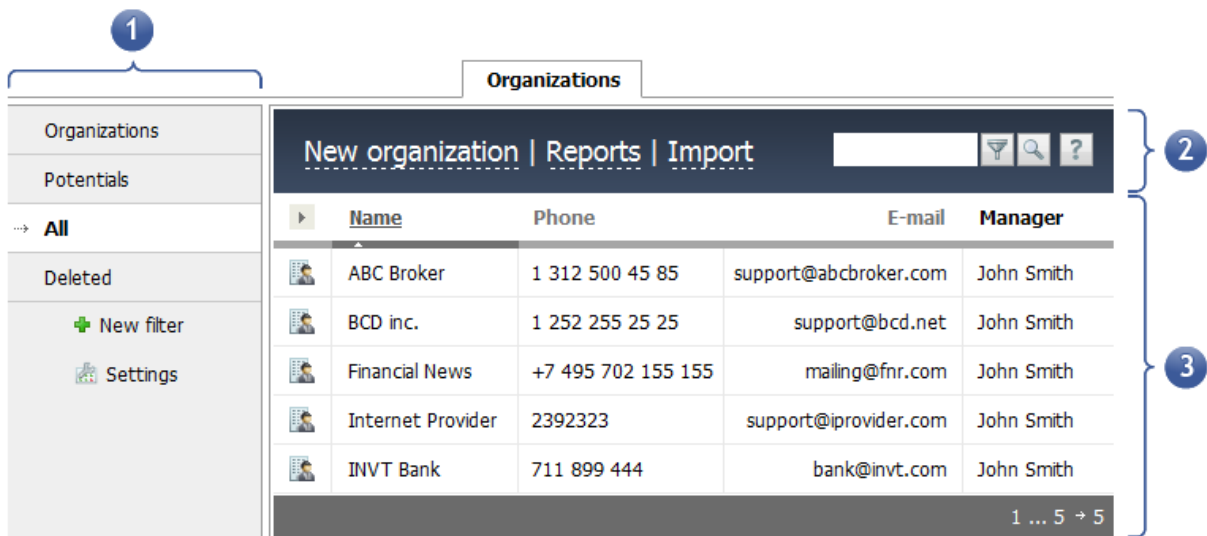 1
Organizations
Organizations
Potentials
All
Deleted
New filter
Settings
New organization | Reports | Import
?
2
Name Phone E-mail Manager
ABC Broker 1 312 500 45 85 support@abcbroker.com John Smith
BCD inc. 1 252 255 25 25 support@bcd.net John Smith
Financial News +7 495 702 155 155 mailing@fnr.com John Smith
Internet Provider 2392323 support@iprovider.com John Smith
INVT Bank 711 899 444 bank@invt.com John Smith
1 ... 5 → 5
3